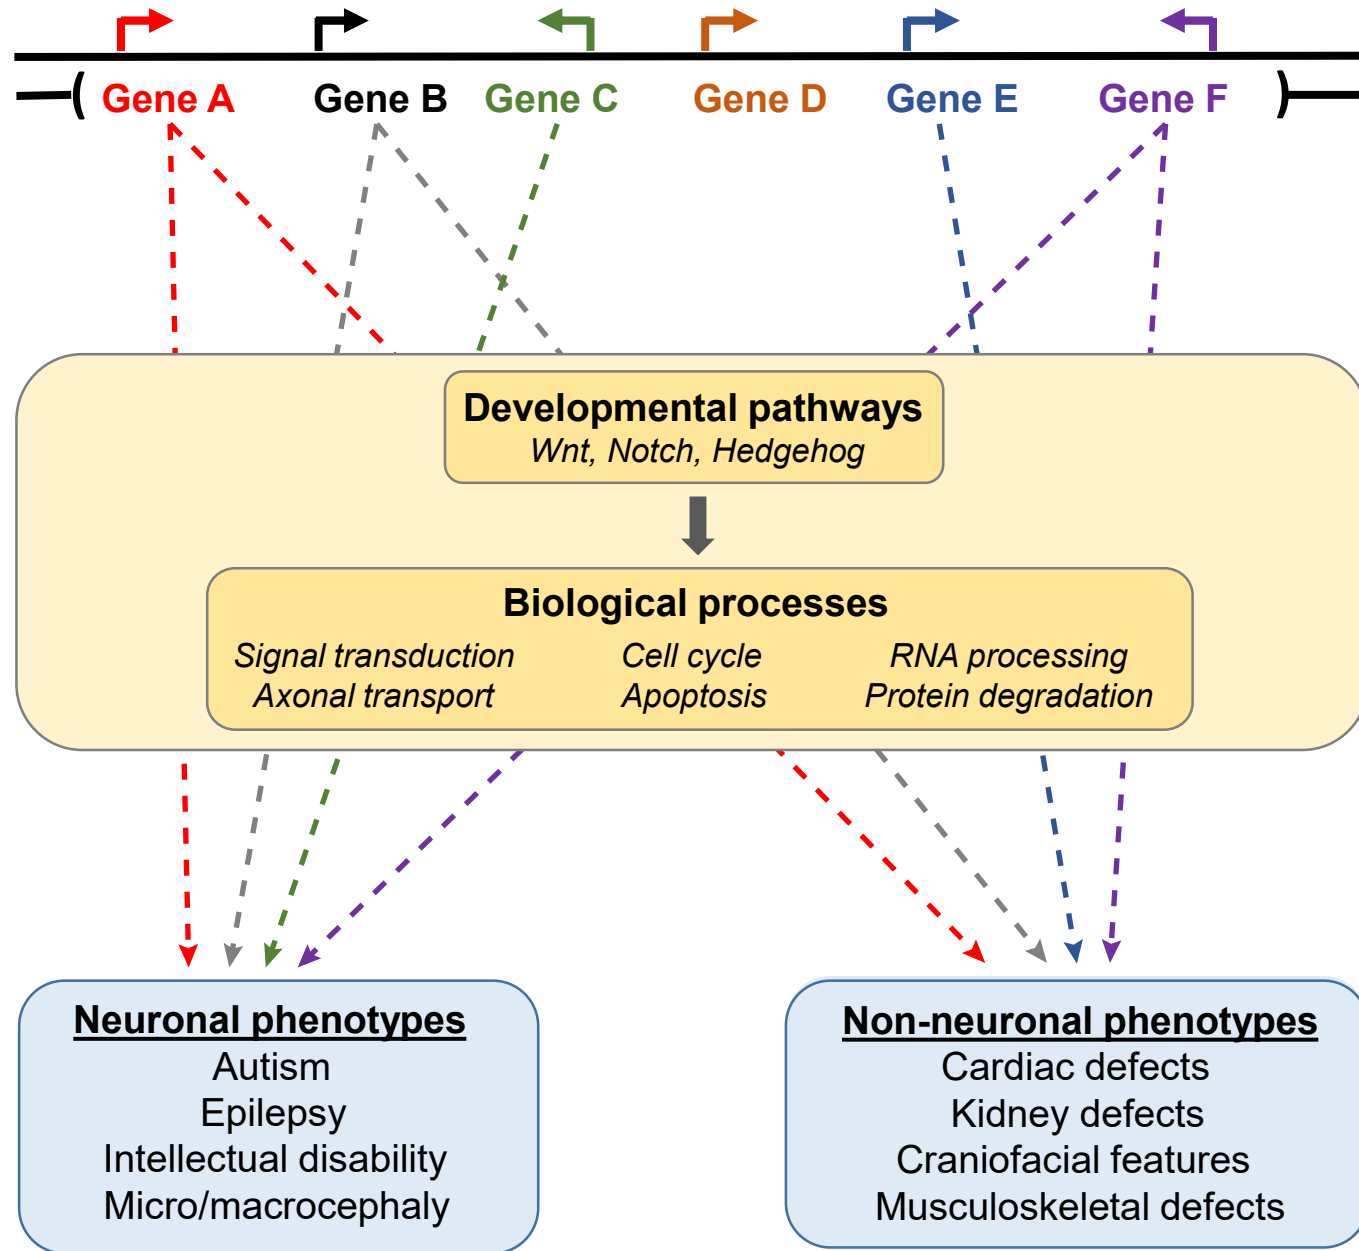 Gene A Gene B Gene C Gene D Gene E Gene F
Developmental pathways
Wnt, Notch, Hedgehog
Biological processes
Signal transduction Cell cycle RNA processing
Axonal transport Apoptosis Protein degradation
Neuronal phenotypes
Autism
Epilepsy
Intellectual disability
Micro/macrocephaly
Non-neuronal phenotypes
Cardiac defects
Kidney defects
Craniofacial features
Musculoskeletal defects